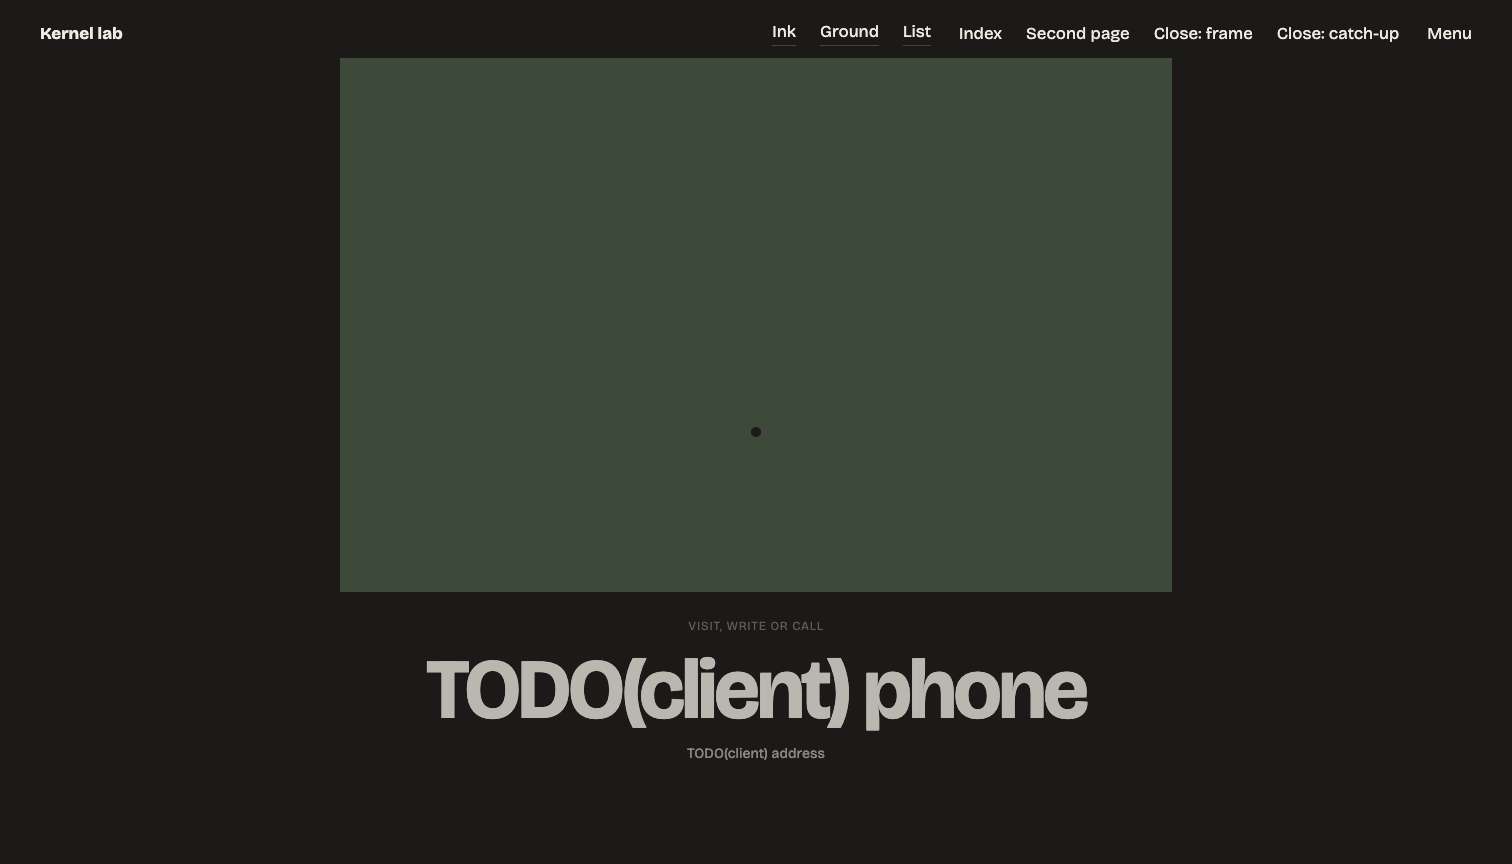 Kernel lab
Ink Ground List Index Second page Close: frame Close: catch-up Menu
VISIT, WRITE OR CALL
TODO(client) phone
TODO(client) address